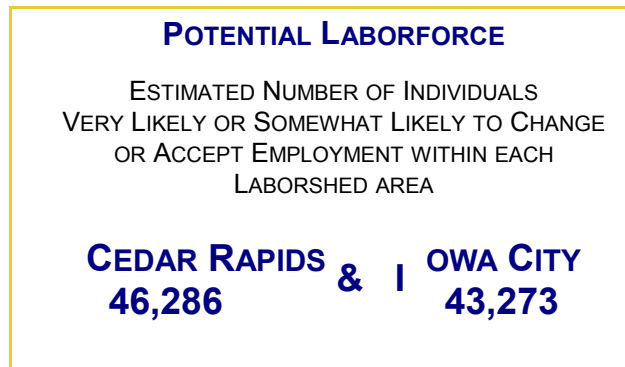 POTENTIAL LABORFORCE
ESTIMATED NUMBER OF INDIVIDUALS
VERY LIKELY OR SOMEWHAT LIKELY TO CHANGE
OR ACCEPT EMPLOYMENT WITHIN EACH
LABORSHED AREA
CEDAR RAPIDS & I OWA CITY
46,286 43,273